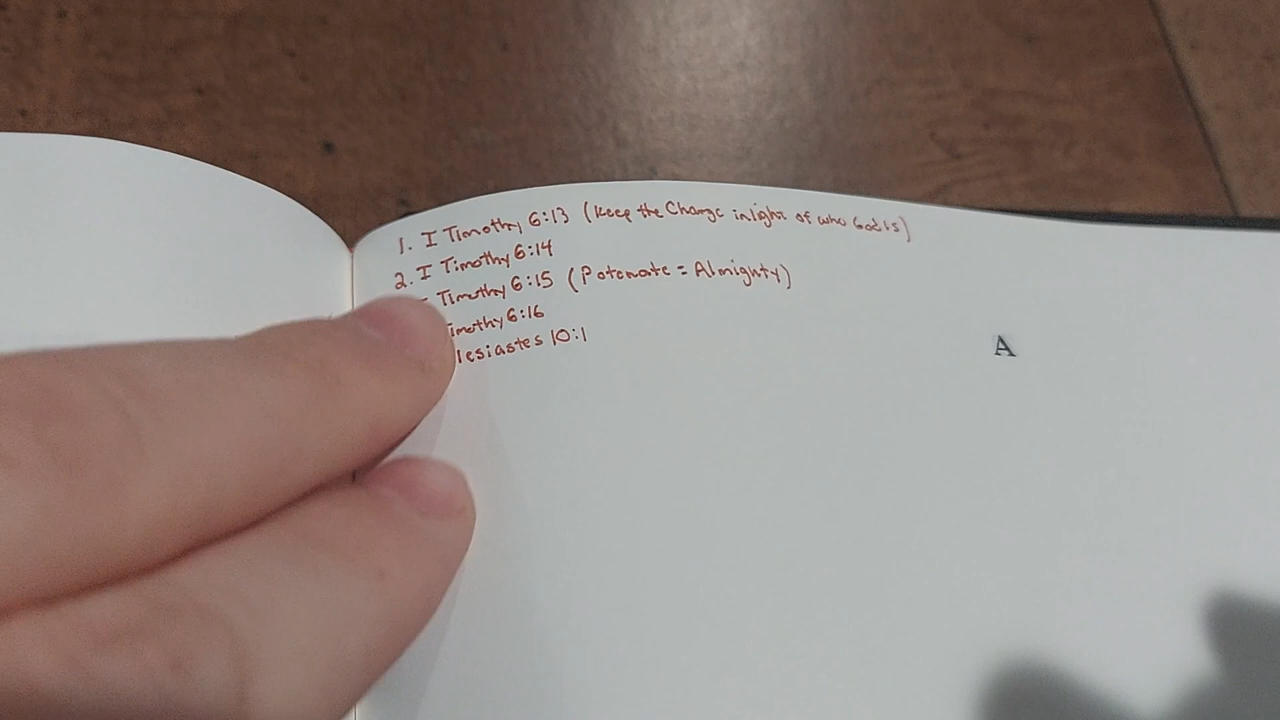 1. I Timothy 6:13 (Keep the Charge in light of who God is)
2. I Timothy 6:14
Timothy 6:15 (Potenate = Almighty)
imothy 6:16
lesiastes 10:1
A